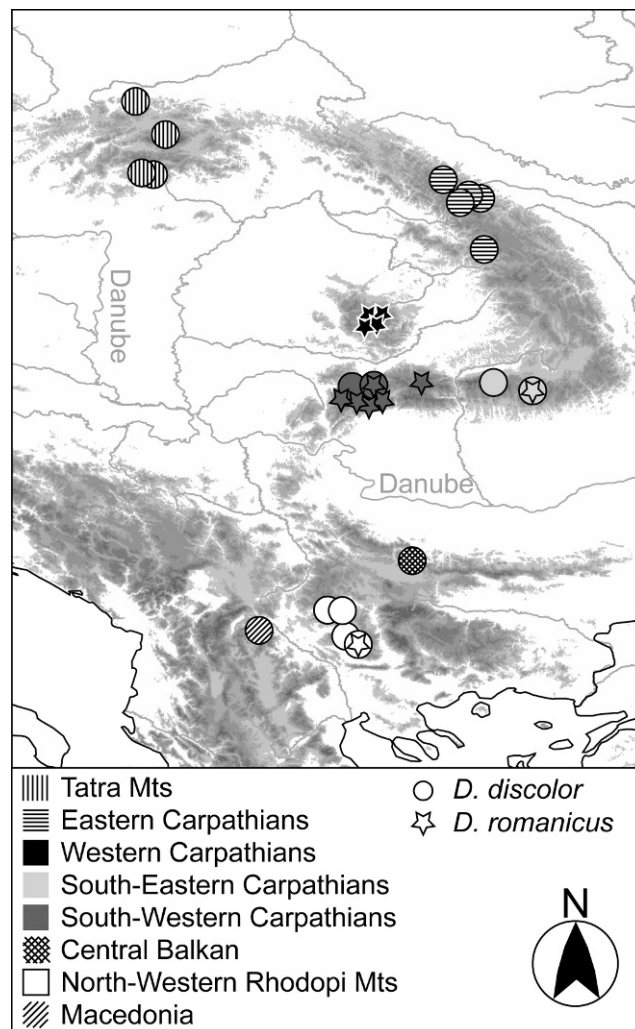 Danube
Danube
Tatra Mts
Eastern Carpathians
Western Carpathians
South-Eastern Carpathians
South-Western Carpathians
Central Balkan
North-Western Rhodopi Mts
Macedonia
D. discolor
D. romanicus
N